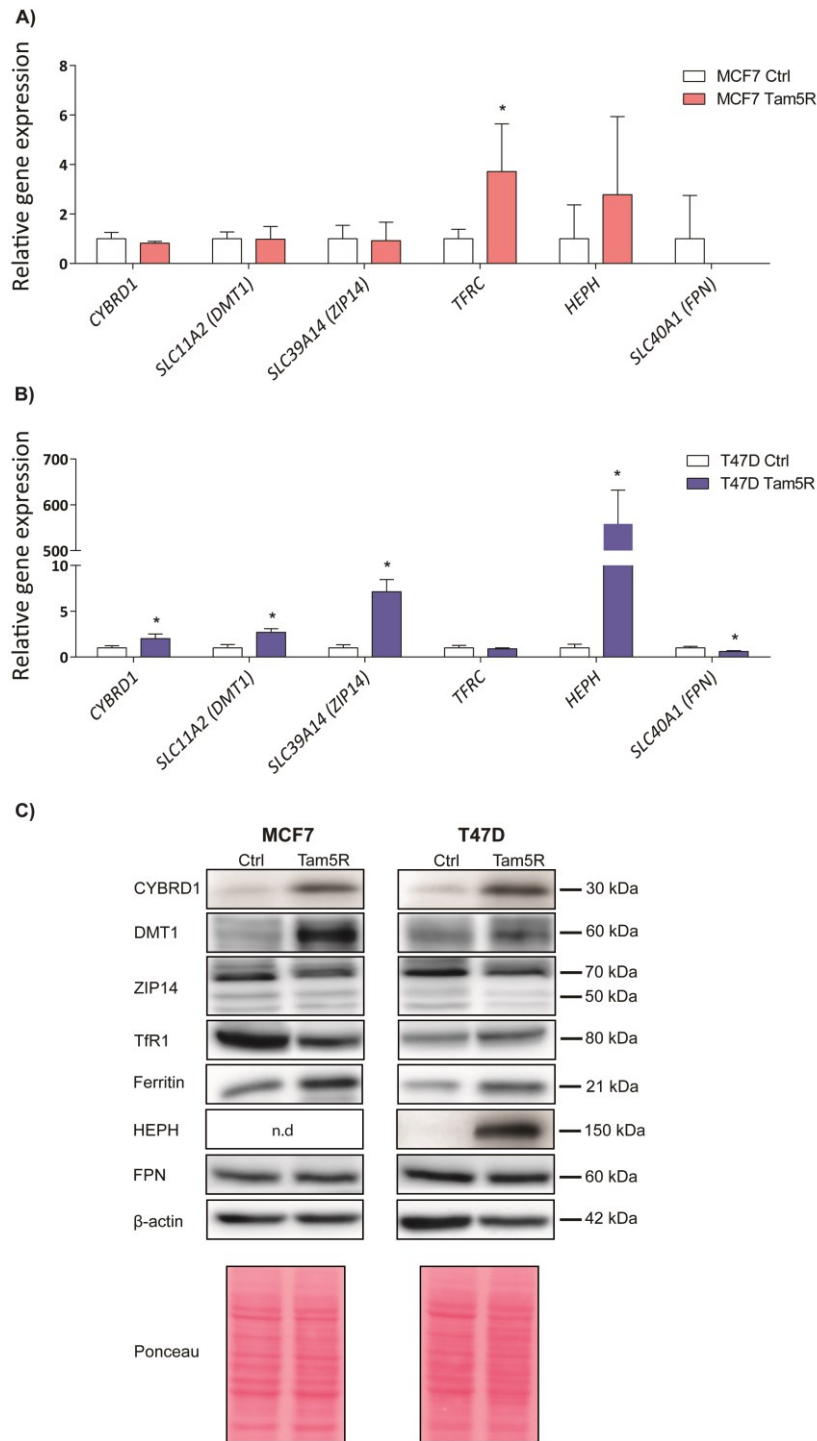 A)
Relative gene expression
8
6
4
2
0
MCF7 Ctrl
MCF7 Tam5R
*
CYBRD1
SLC11A2 (DMT1)
SLC39A14 (ZIP14)
TFRC
HEPH
SLC40A1 (FPN)
B)
Relative gene expression
700
600
500
10
5
0
T47D Ctrl
T47D Tam5R
* * * * *
CYBRD1
SLC11A2 (DMT1)
SLC39A14 (ZIP14)
TFRC
HEPH
SLC40A1 (FPN)
C)
MCF7 T47D
Ctrl Tam5R Ctrl Tam5R
CYBRD1 30 kDa
DMT1 60 kDa
ZIP14 70 kDa
50 kDa
TfR1 80 kDa
Ferritin 21 kDa
HEPH n.d 150 kDa
FPN 60 kDa
β-actin 42 kDa
Ponceau